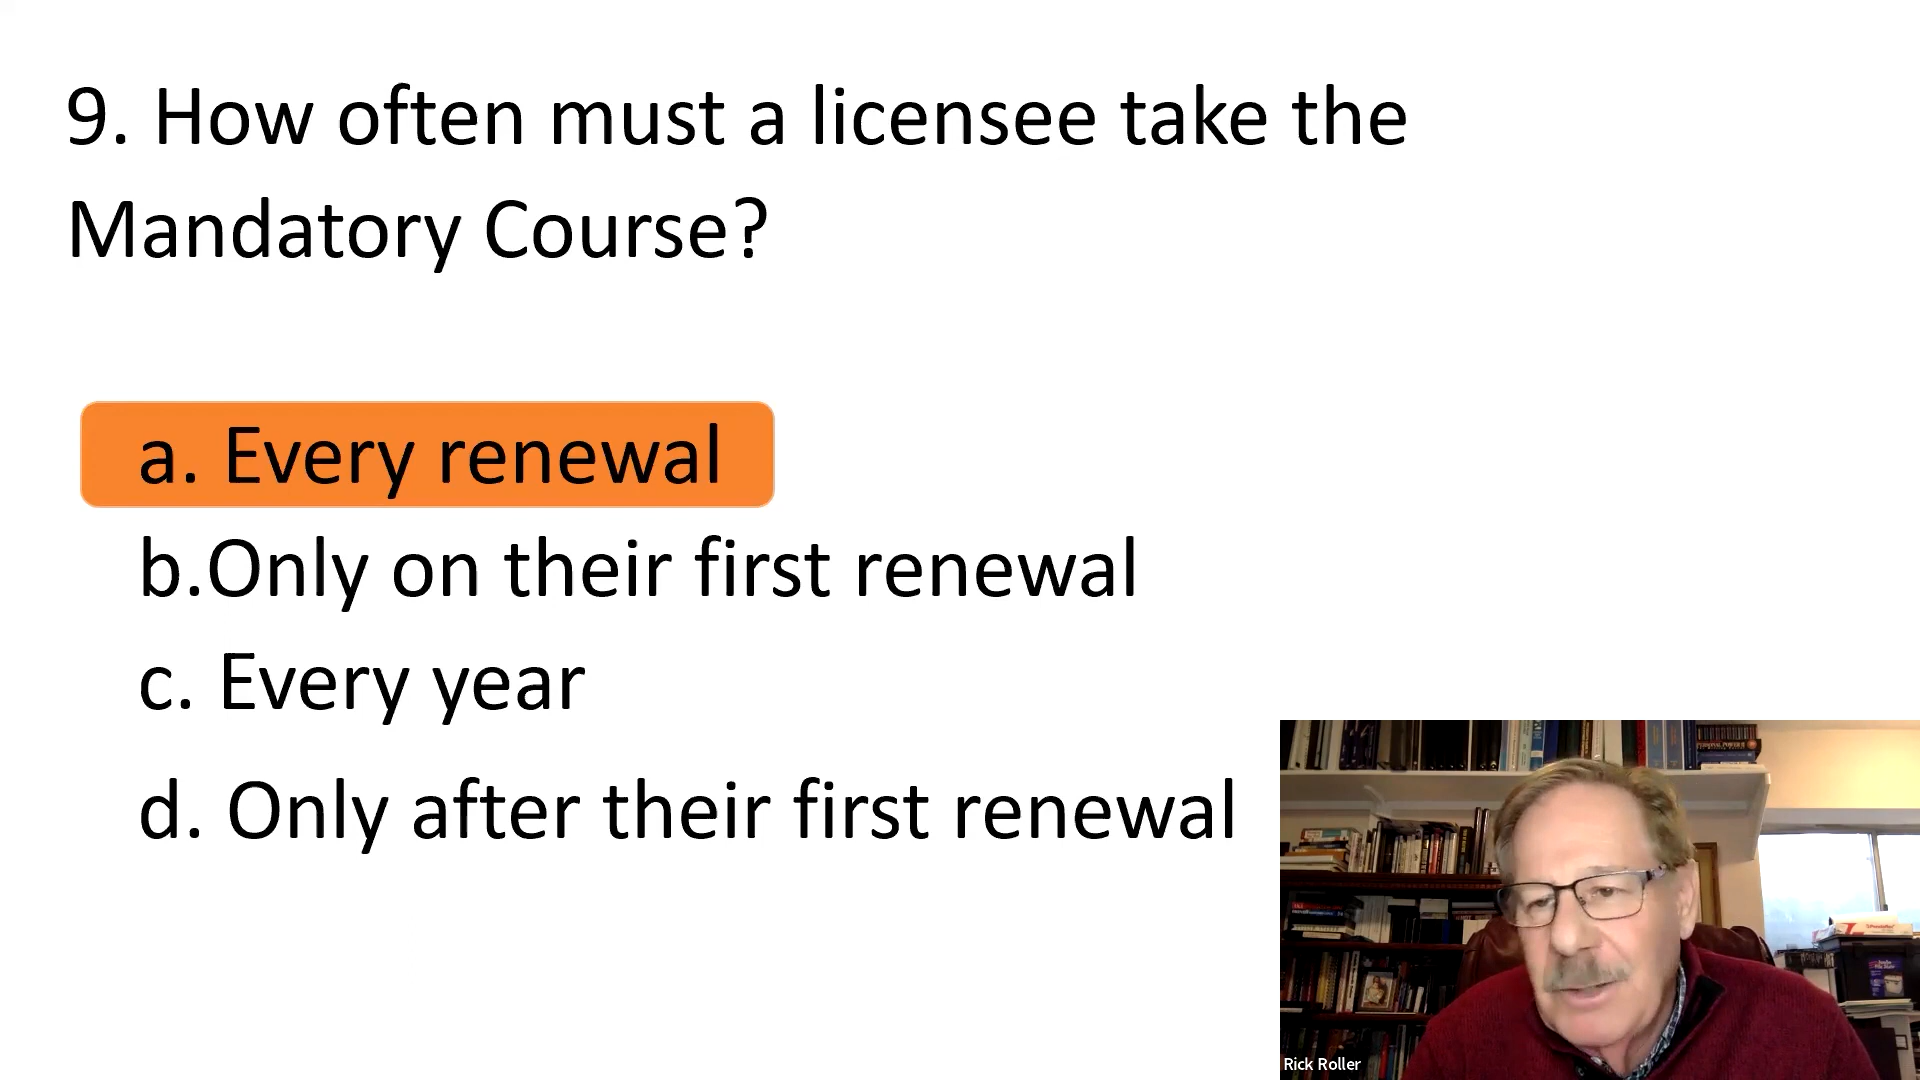 9. How often must a licensee take the
Mandatory Course?
a. Every renewal
b.Only on their first renewal
c. Every year
d. Only after their first renewal
Rick Roller